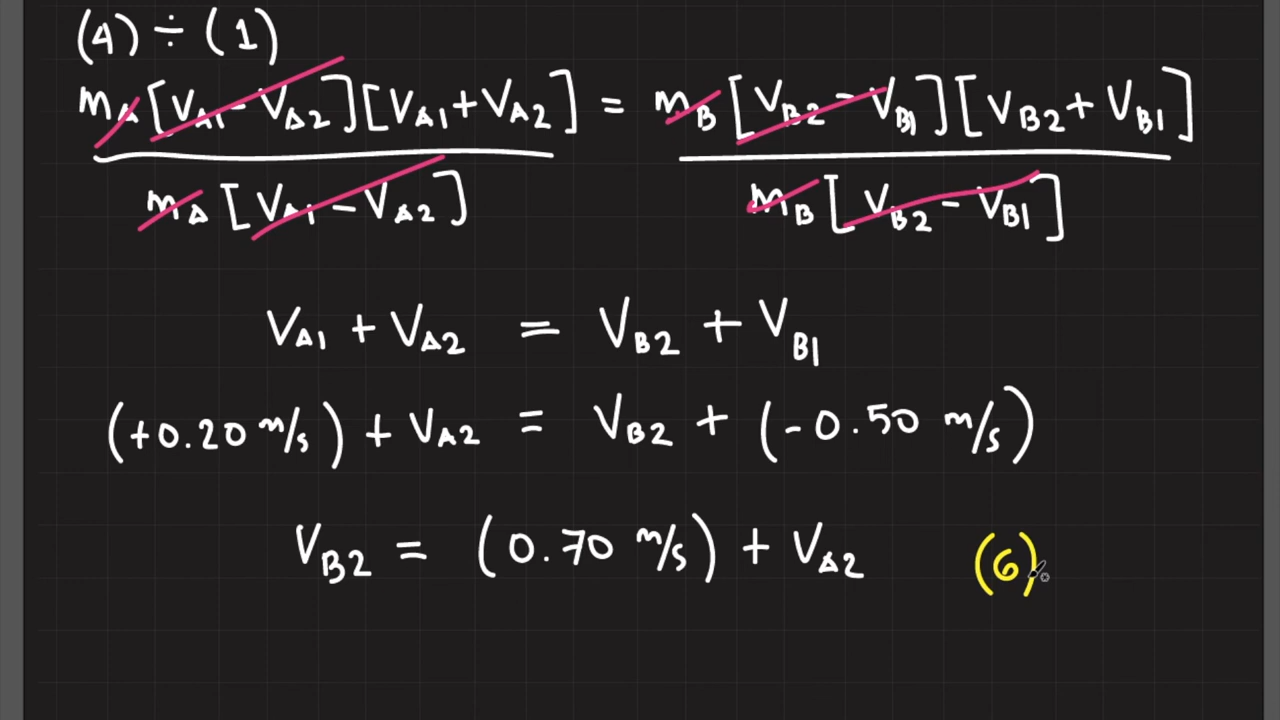 (4) ÷ (1)
mA [VA1 - VA2][VA1 + VA2] = mB [VB2 - VB1][VB2 + VB1]
mA [VA1 - VA2] mB [VB2 - VB1]
VA1 + VA2 = VB2 + VB1
(+0.20 m/s) + VA2 = VB2 + (-0.50 m/s)
VB2 = (0.70 m/s) + VA2 (6)